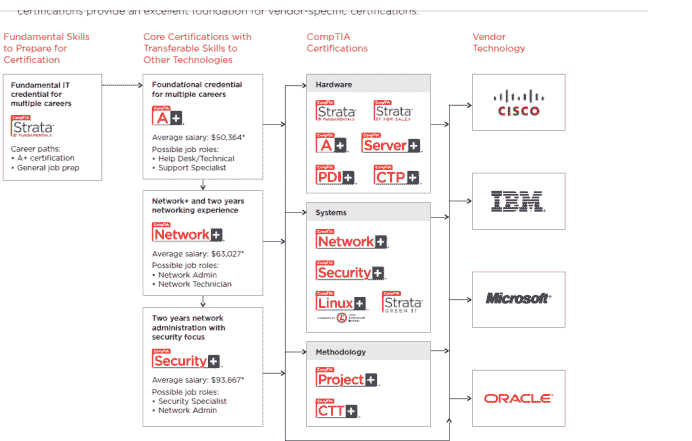 certifications provide an excellent foundation for vendor-specific certifications.
Fundamental Skills
to Prepare for
Certification
Fundamental IT
credential for
multiple careers
CompTIA
Strata
IT FUNDAMENTALS
Career paths:
• A+ certification
• General job prep
Core Certifications with
Transferable Skills to
Other Technologies
Foundational credential
for multiple careers
CompTIA
A+
Average salary: $50,364*
Possible job roles:
• Help Desk/Technical
• Support Specialist
Network+ and two years
networking experience
CompTIA
Network+
Average salary: $63,027*
Possible job roles:
• Network Admin
• Network Technician
Two years network
administration with
security focus
CompTIA
Security+
Average salary: $93,667*
Possible job roles:
• Security Specialist
• Network Admin
CompTIA
Certifications
Hardware
CompTIA CompTIA
Strata Strata
IT FUNDAMENTALS IT FOR SALES
CompTIA CompTIA
A+ Server+
CompTIA CompTIA
PDI+ CTP+
Systems
CompTIA
Network+
CompTIA
Security+
CompTIA CompTIA
Linux+ Strata
GREEN IT
Methodology
CompTIA
Project+
CompTIA
CTT+
Vendor
Technology
CISCO
IBM
Microsoft
ORACLE